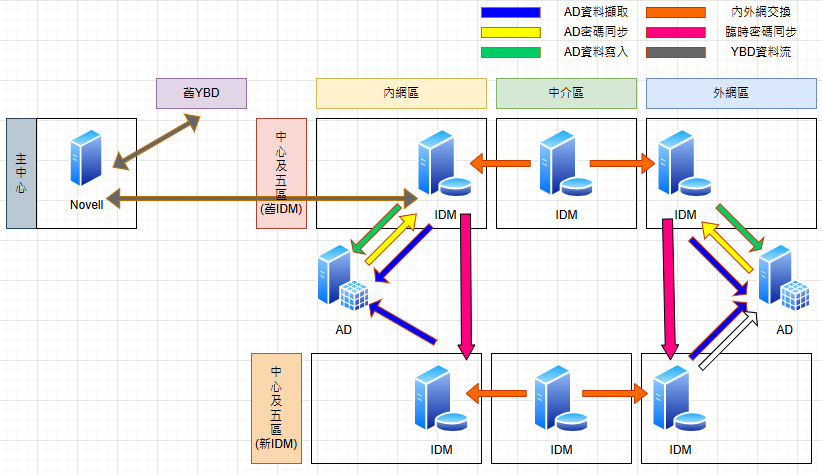 AD資料擷取
內外網交換
AD密碼同步
臨時密碼同步
AD資料寫入
YBD資料流
舊YBD
內網區
中介區
外網區
主中心
Novell
中心及五區
(舊IDM)
IDM
IDM
IDM
AD
AD
中心及五區
(新IDM)
IDM
IDM
IDM